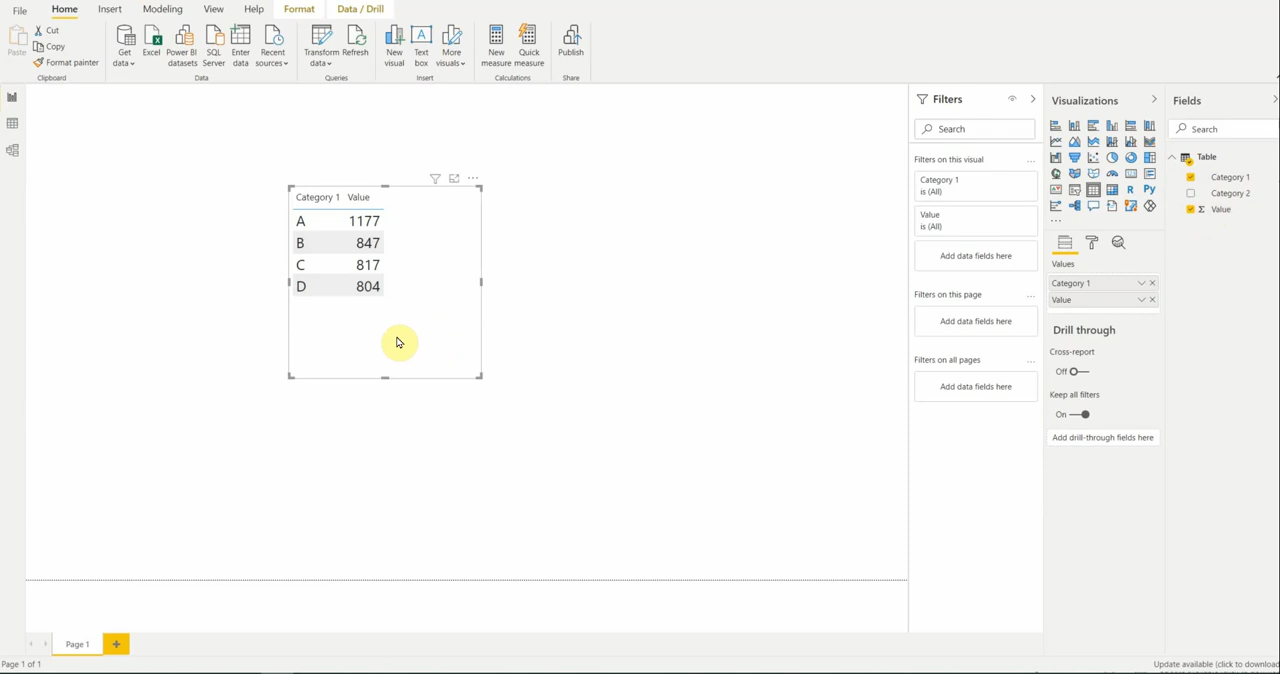 File Home Insert Modeling View Help Format Data / Drill
Paste
Cut
Copy
Format painter
Clipboard
Get data
Excel
Power BI datasets
SQL Server
Enter data
Recent sources
Data
Transform data
Refresh
Queries
New visual
Text box
More visuals
Insert
New measure
Quick measure
Calculations
Publish
Share
Category 1 Value
A 1177
B 847
C 817
D 804
Filters
Search
Filters on this visual ...
Category 1
is (All)
Value
is (All)
Add data fields here
Filters on this page ...
Add data fields here
Filters on all pages ...
Add data fields here
Visualizations
R Py
...
Values
Category 1
Value
Drill through
Cross-report
Off
Keep all filters
On
Add drill-through fields here
Fields
Search
Table
Category 1
Category 2
Σ Value
Page 1
Page 1 of 1
Update available (click to download